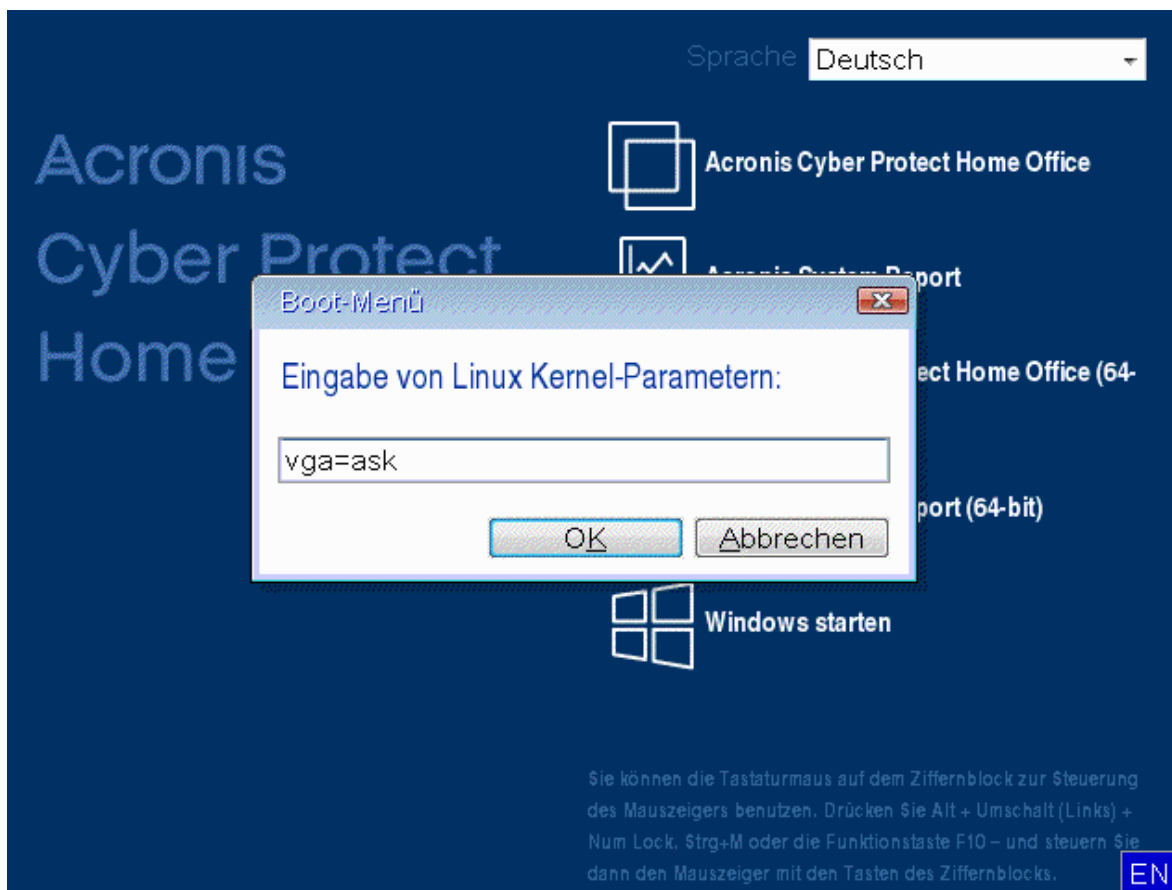 Sprache Deutsch
Acronis
Cyber Protect
Home
Acronis Cyber Protect Home Office
Acronis System Report
ect Home Office (64-
port (64-bit)
Windows starten
Boot-Menü
Eingabe von Linux Kernel-Parametern:
vga=ask
OK Abbrechen
Sie können die Tastaturmaus auf dem Ziffernblock zur Steuerung
des Mauszeigers benutzen. Drücken Sie Alt + Umschalt (Links) +
Num Lock, Strg+M oder die Funktionstaste F10 – und steuern Sie
dann den Mauszeiger mit den Tasten des Ziffernblocks.
EN